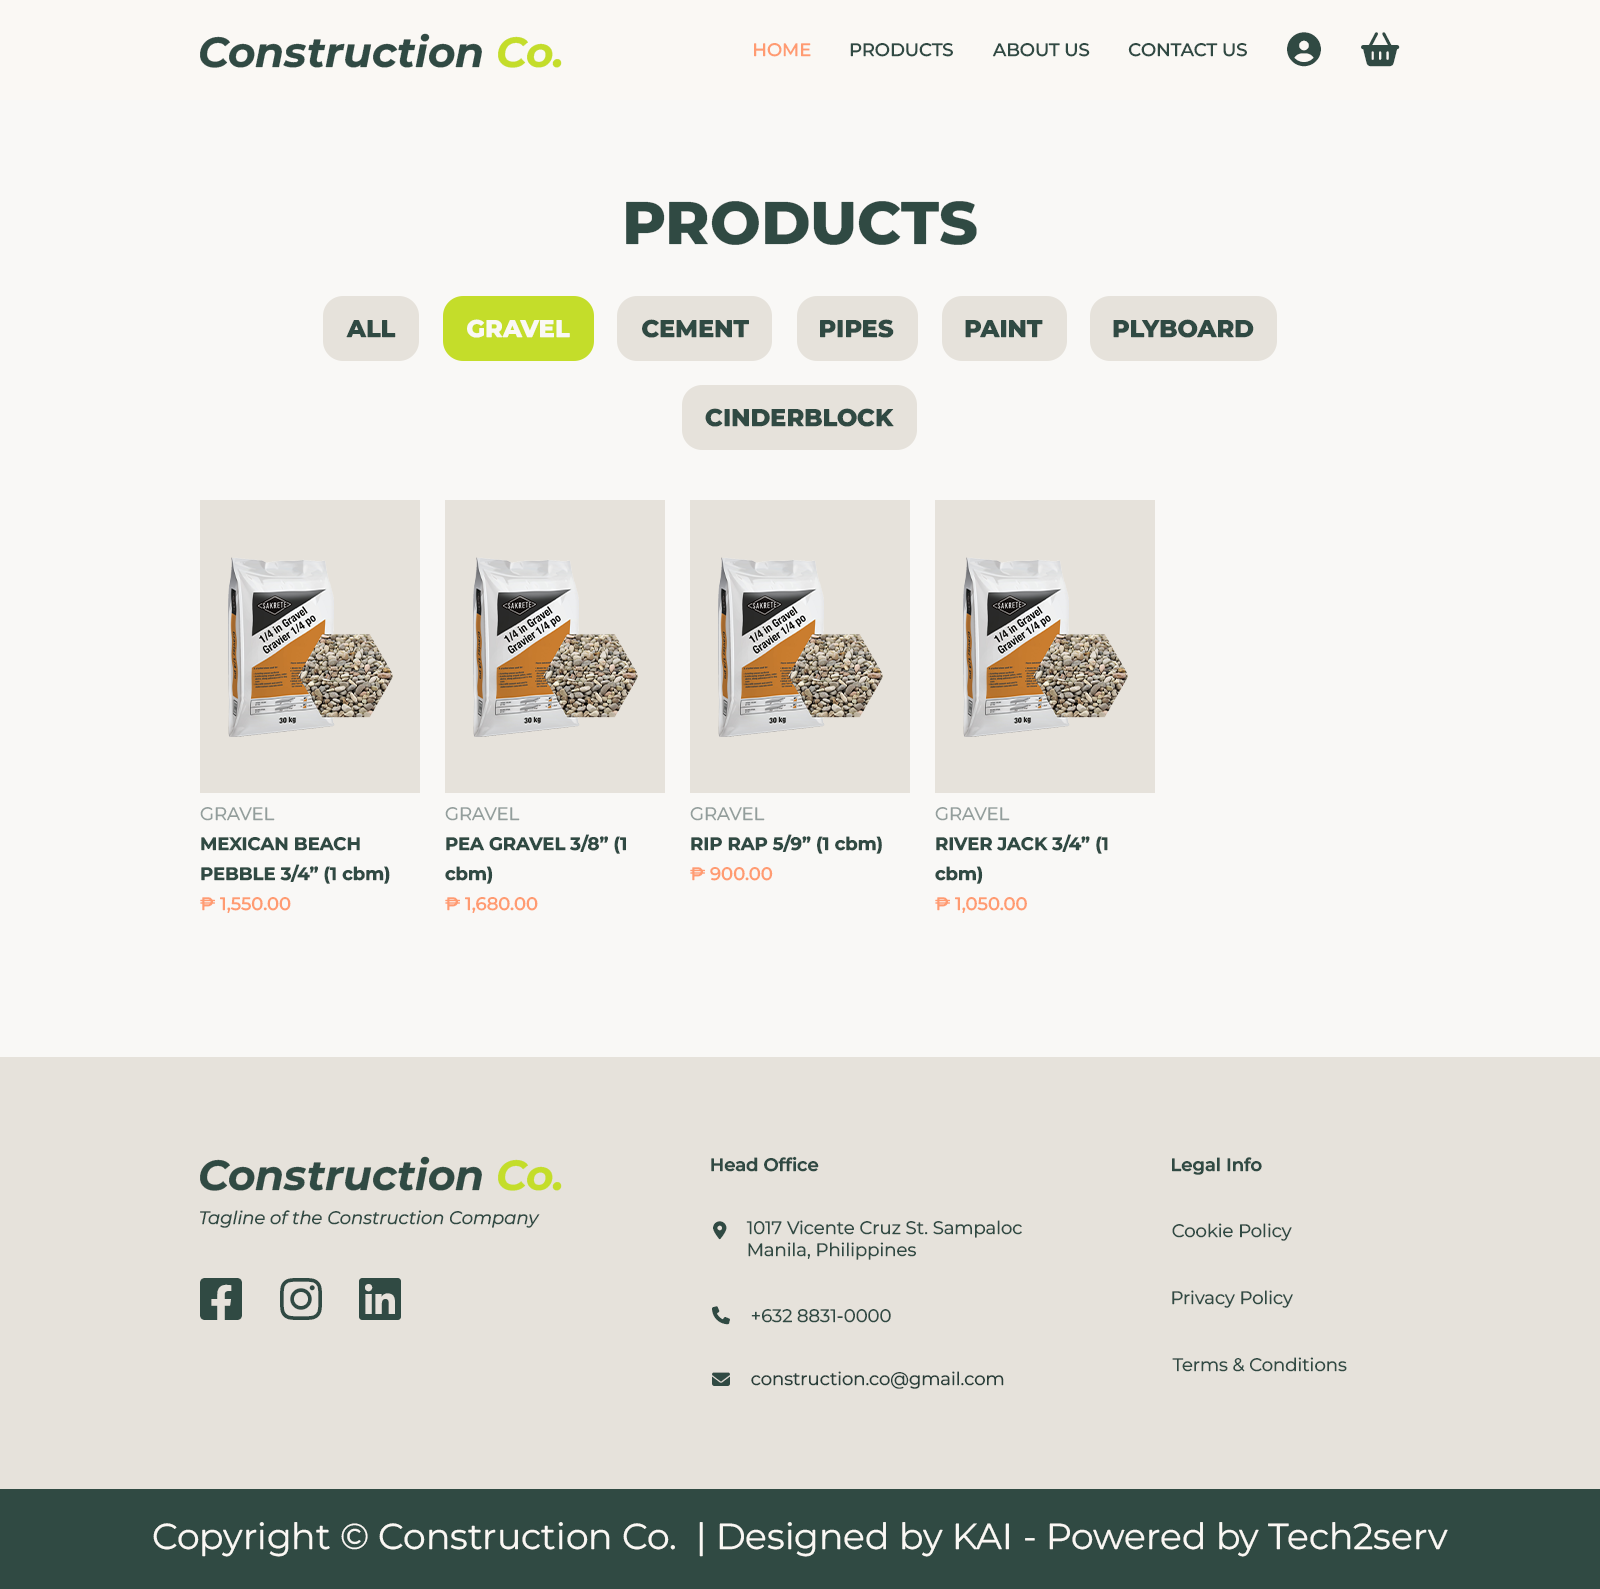 Construction Co.
HOME PRODUCTS ABOUT US CONTACT US
PRODUCTS
ALL GRAVEL CEMENT PIPES PAINT PLYBOARD
CINDERBLOCK
SAKRETE
1/4 in Gravel
Gravier 1/4 po
30 kg
SAKRETE
1/4 in Gravel
Gravier 1/4 po
30 kg
SAKRETE
1/4 in Gravel
Gravier 1/4 po
30 kg
SAKRETE
1/4 in Gravel
Gravier 1/4 po
30 kg
GRAVEL
MEXICAN BEACH
PEBBLE 3/4” (1 cbm)
₱ 1,550.00
GRAVEL
PEA GRAVEL 3/8” (1
cbm)
₱ 1,680.00
GRAVEL
RIP RAP 5/9” (1 cbm)
₱ 900.00
GRAVEL
RIVER JACK 3/4” (1
cbm)
₱ 1,050.00
Construction Co.
Tagline of the Construction Company
Head Office
1017 Vicente Cruz St. Sampaloc
Manila, Philippines
+632 8831-0000
construction.co@gmail.com
Legal Info
Cookie Policy
Privacy Policy
Terms & Conditions
Copyright © Construction Co. | Designed by KAI - Powered by Tech2serv